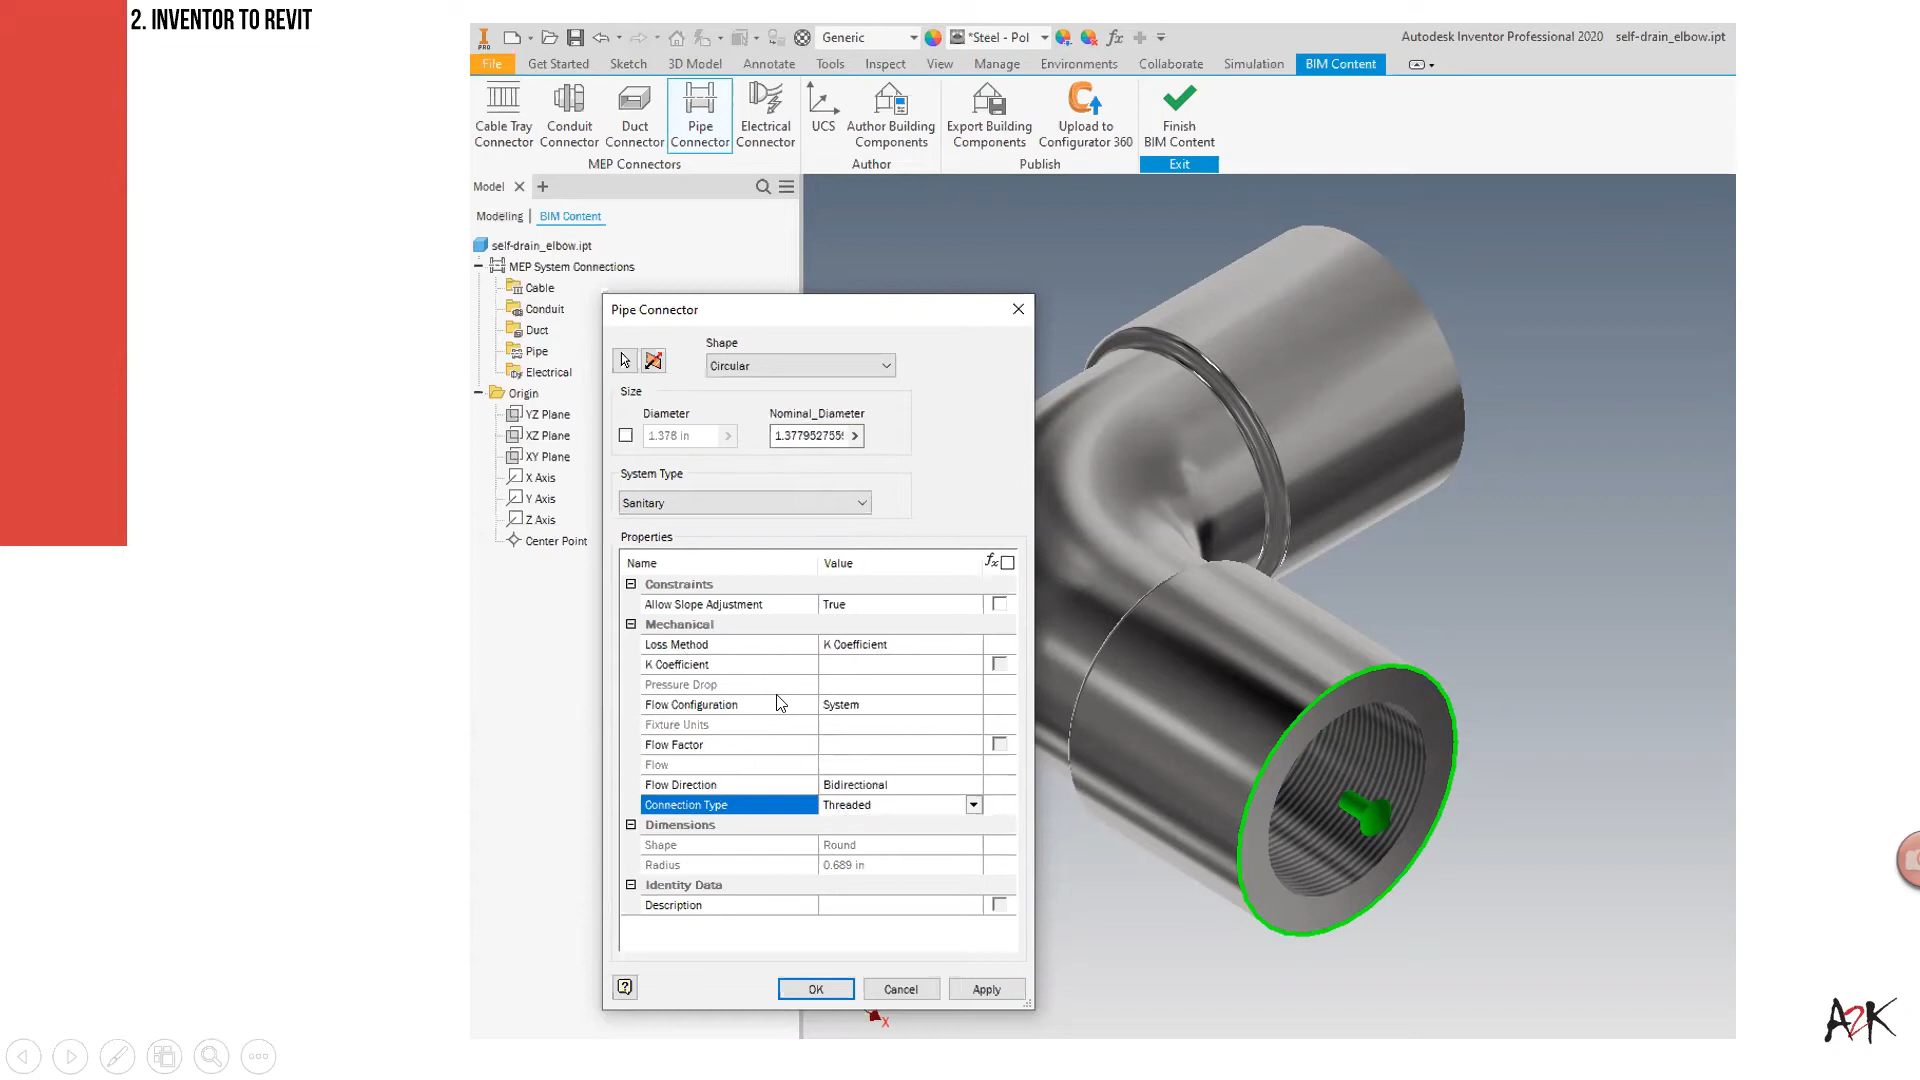 2. INVENTOR TO REVIT
Generic
*Steel - Pol
Autodesk Inventor Professional 2020 self-drain_elbow.ipt
File Get Started Sketch 3D Model Annotate Tools Inspect View Manage Environments Collaborate Simulation BIM Content
Cable Tray Connector
Conduit Connector
Duct Connector
Pipe Connector
Electrical Connector
UCS
Author Building Components
Export Building Components
Upload to Configurator 360
Finish BIM Content
MEP Connectors Author Publish Exit
Model
Modeling BIM Content
self-drain_elbow.ipt
MEP System Connections
Cable
Conduit
Duct
Pipe
Electrical
Origin
YZ Plane
XZ Plane
XY Plane
X Axis
Y Axis
Z Axis
Center Point
Pipe Connector
Shape
Circular
Size
Diameter Nominal_Diameter
1.378 in 1.3779527559
System Type
Sanitary
Properties
Name Value fx
Constraints
Allow Slope Adjustment True
Mechanical
Loss Method K Coefficient
K Coefficient
Pressure Drop
Flow Configuration System
Fixture Units
Flow Factor
Flow
Flow Direction Bidirectional
Connection Type Threaded
Dimensions
Shape Round
Radius 0.689 in
Identity Data
Description
OK Cancel Apply
X
A2K